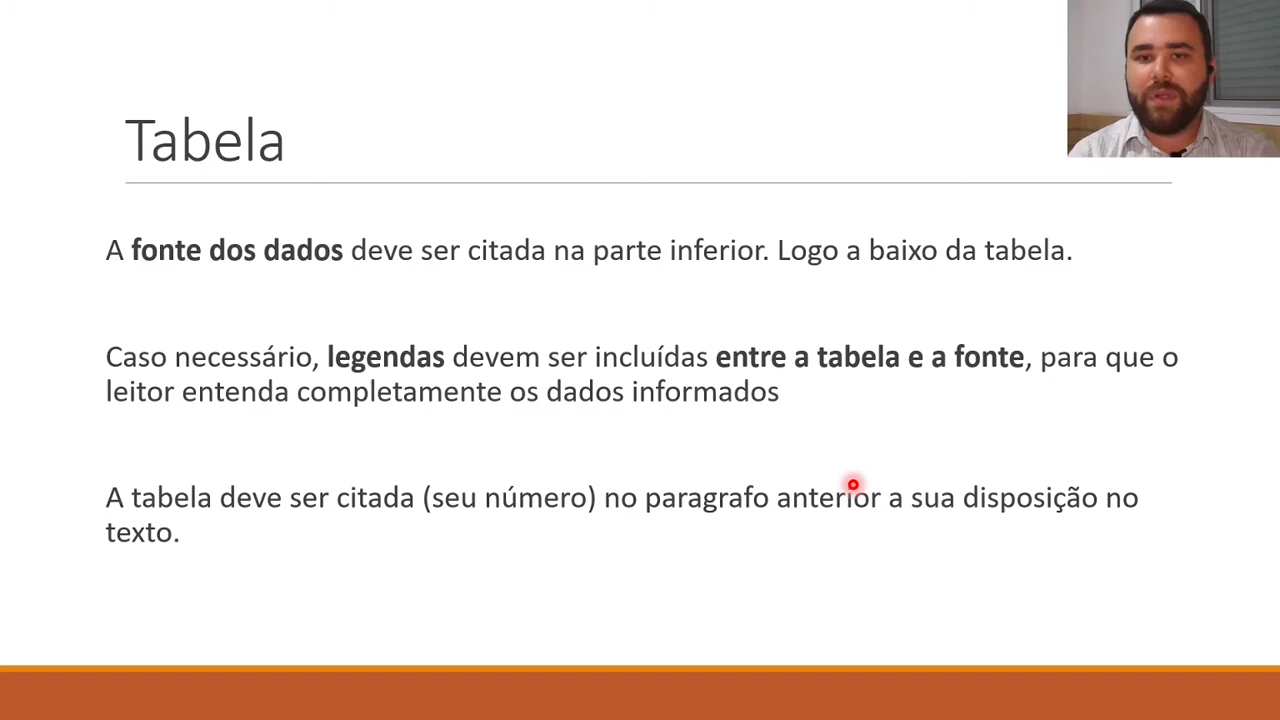 Tabela
A fonte dos dados deve ser citada na parte inferior. Logo a baixo da tabela.
Caso necessário, legendas devem ser incluídas entre a tabela e a fonte, para que o
leitor entenda completamente os dados informados
A tabela deve ser citada (seu número) no paragrafo anterior a sua disposição no
texto.